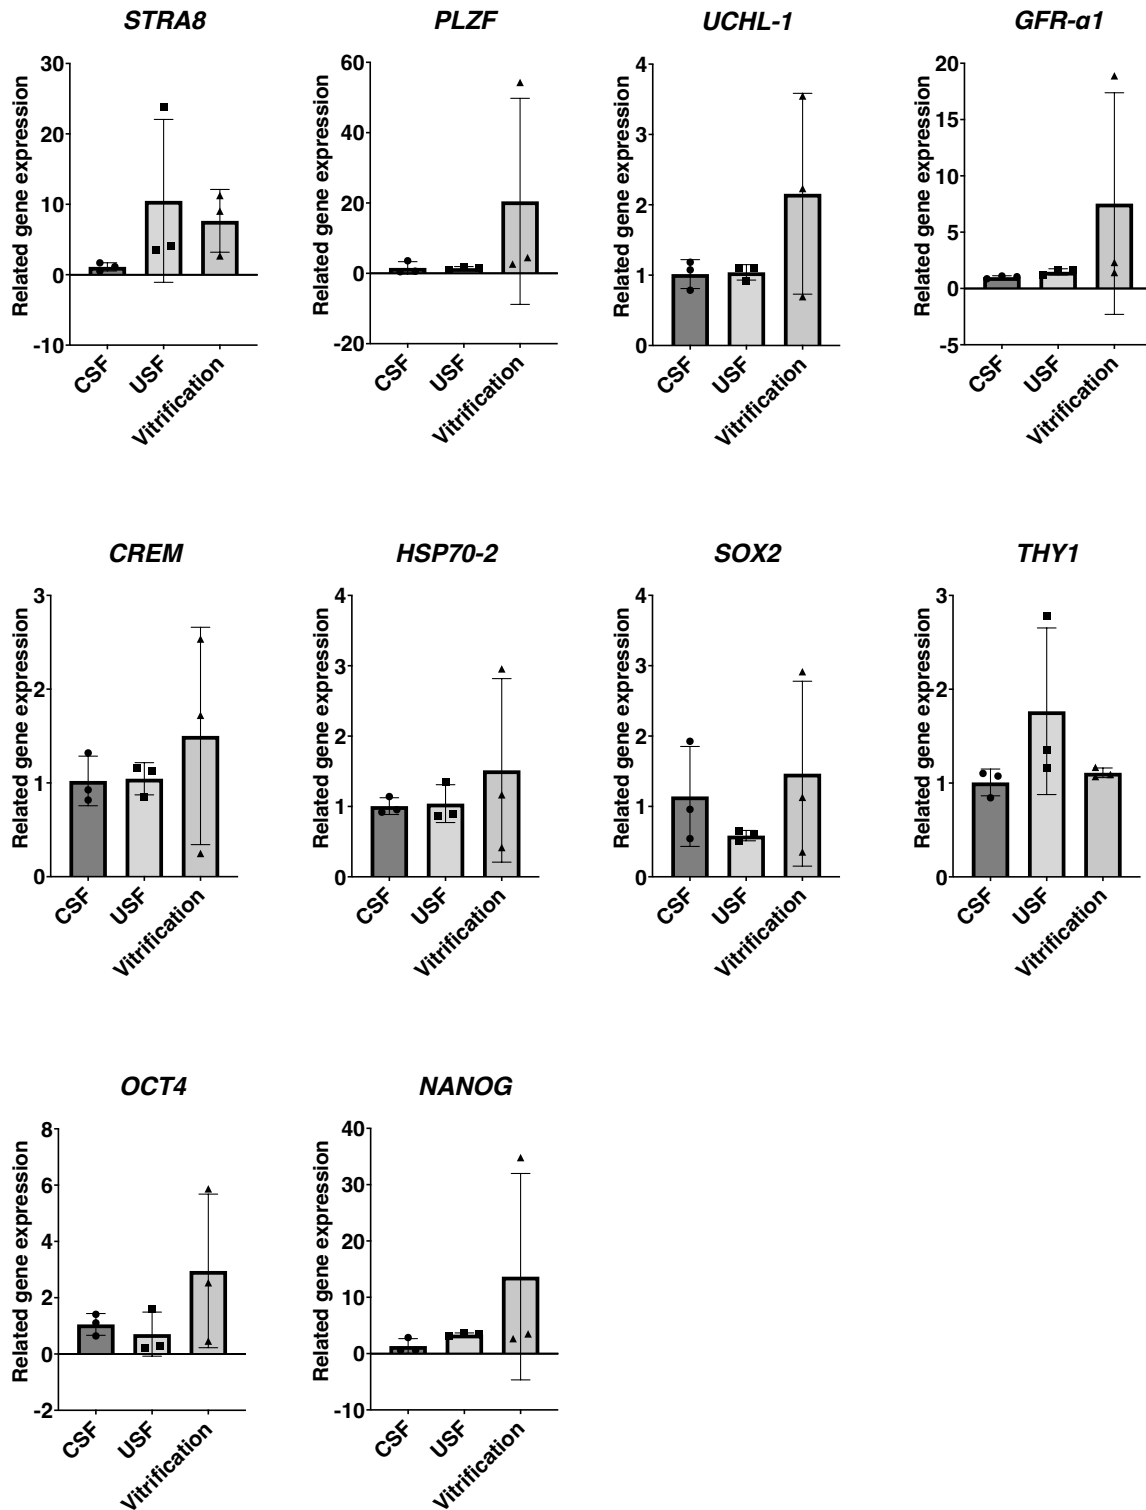 STRA8 PLZF UCHL-1 GFR-α1
Related gene expression
30
20
10
0
-10
CSF USF Vitrification
Related gene expression
60
40
20
0
-20
CSF USF Vitrification
Related gene expression
4
3
2
1
0
CSF USF Vitrification
Related gene expression
20
15
10
5
0
-5
CSF USF Vitrification
CREM HSP70-2 SOX2 THY1
Related gene expression
3
2
1
0
CSF USF Vitrification
Related gene expression
4
3
2
1
0
CSF USF Vitrification
Related gene expression
4
3
2
1
0
CSF USF Vitrification
Related gene expression
3
2
1
0
CSF USF Vitrification
OCT4 NANOG
Related gene expression
8
6
4
2
0
-2
CSF USF Vitrification
Related gene expression
40
30
20
10
0
-10
CSF USF Vitrification